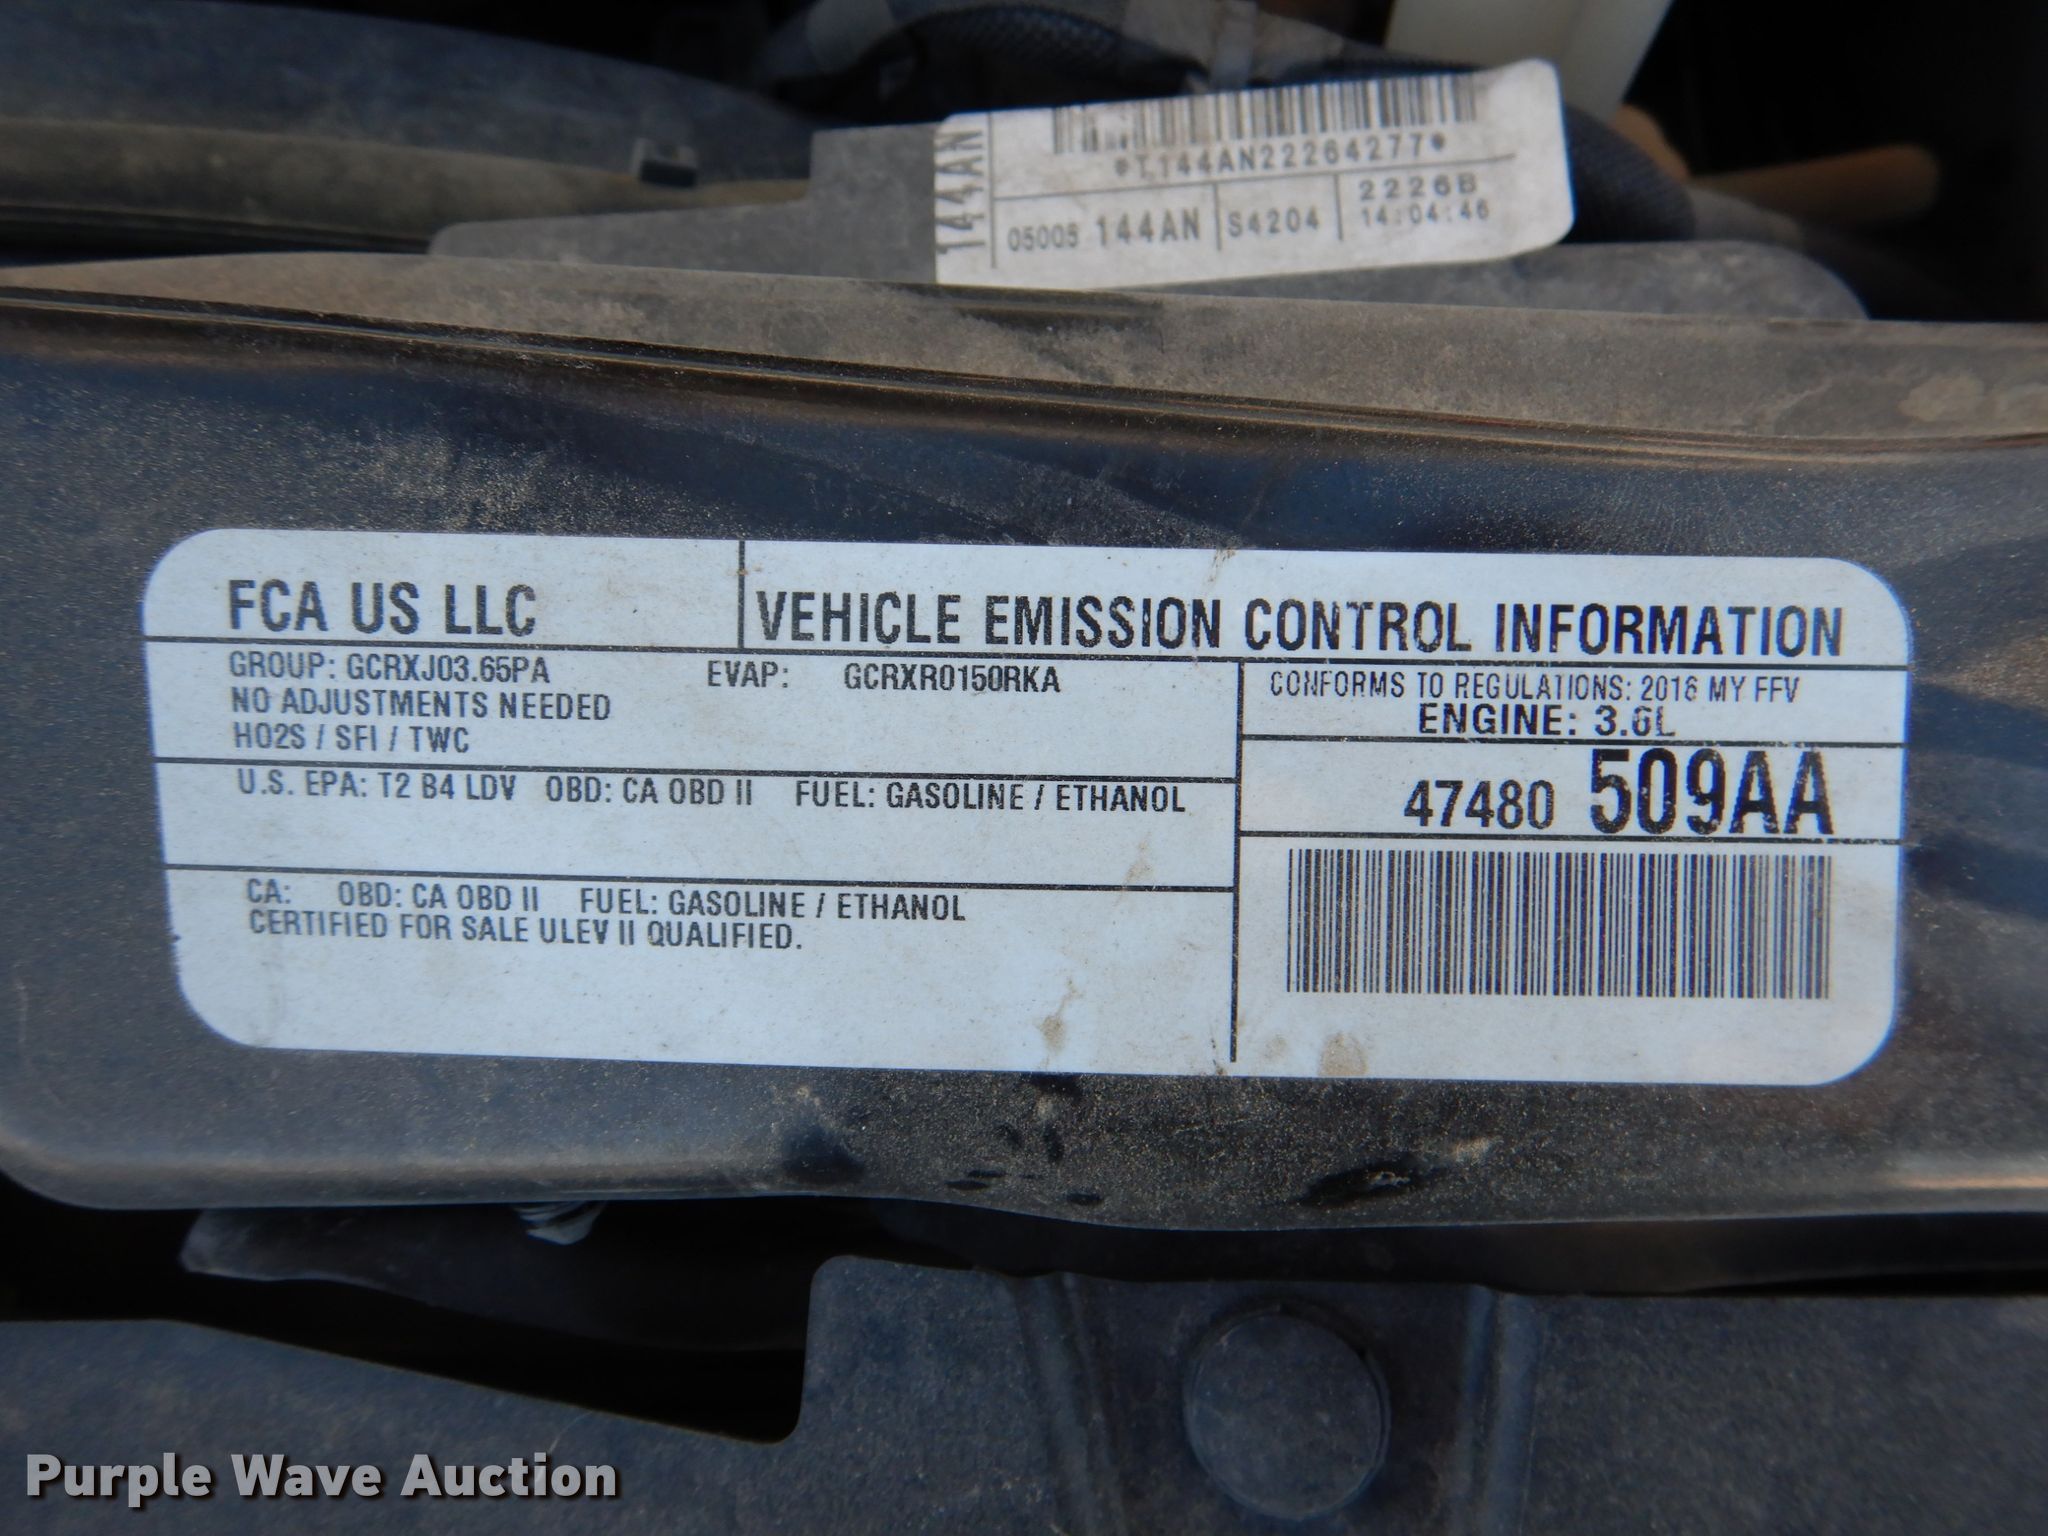 144AN
*T144AN22264277*
05005 144AN S4204 2226B
14:04:46
FCA US LLC VEHICLE EMISSION CONTROL INFORMATION
GROUP: GCRXJ03.65PA EVAP: GCRXR0150RKA
NO ADJUSTMENTS NEEDED
HO2S / SFI / TWC
CONFORMS TO REGULATIONS: 2016 MY FFV
ENGINE: 3.6L
47480 509AA
U.S. EPA: T2 B4 LDV OBD: CA OBD II FUEL: GASOLINE / ETHANOL
CA: OBD: CA OBD II FUEL: GASOLINE / ETHANOL
CERTIFIED FOR SALE ULEV II QUALIFIED.
Purple Wave Auction